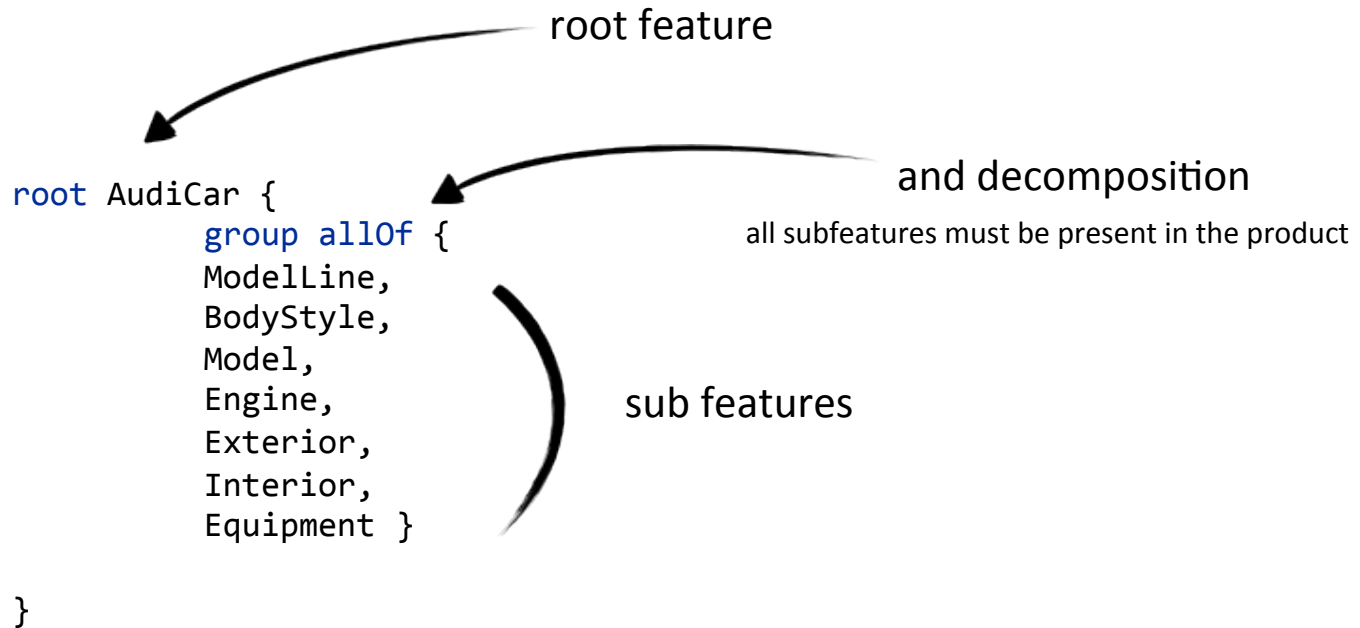 root feature
and decomposition
root AudiCar {
group allOf {
all subfeatures must be present in the product
ModelLine,
BodyStyle,
Model,
Engine,
sub features
Exterior,
Interior,
Equipment }
}